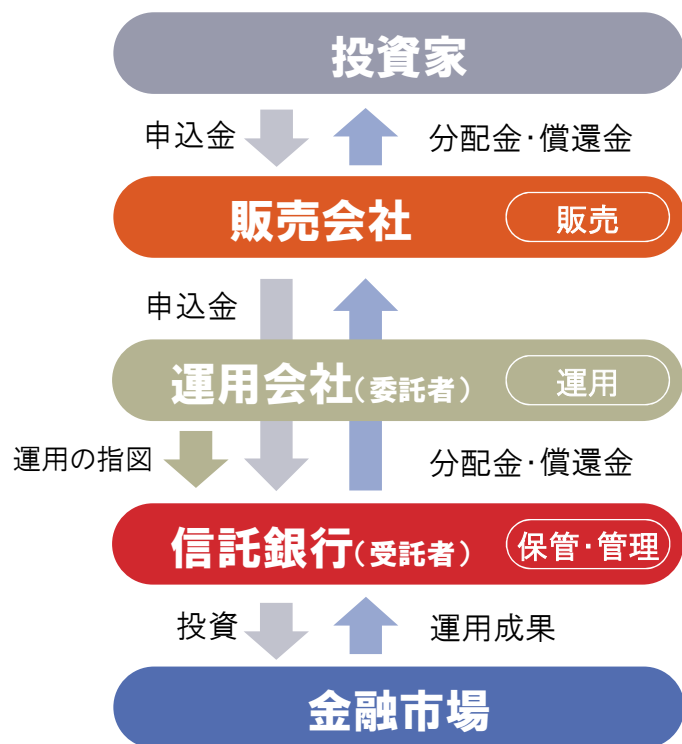 投資家
申込金
分配金・償還金
販売会社
販売
申込金
運用会社(委託者)
運用
運用の指図
分配金・償還金
信託銀行(受託者)
保管・管理
投資
運用成果
金融市場